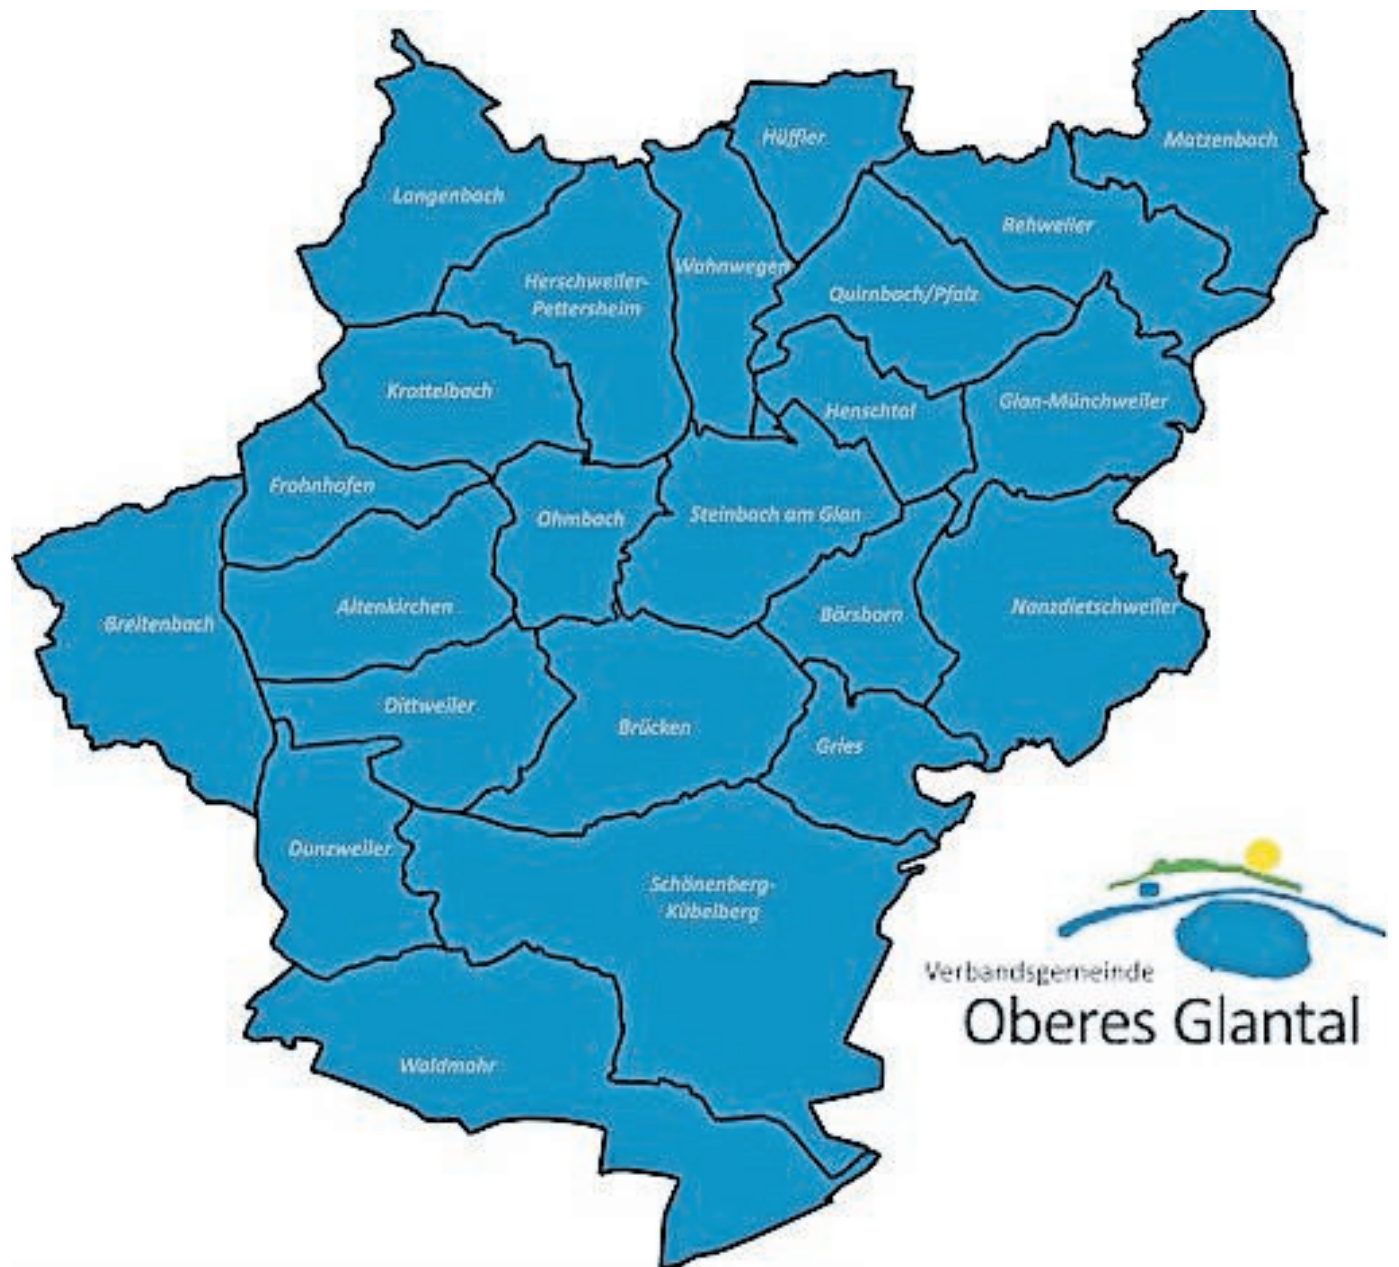 Matzenbach
Hüffler
Langenbach
Rehweiler
Wahnwegen
Herschweiler-
Pettersheim
Quirnbach/Pfalz
Krottelbach
Glan-Münchweiler
Henschtal
Frohnhofen
Ohmbach
Steinbach am Glan
Altenkirchen
Nanzdietschweiler
Börsborn
Breitenbach
Dittweiler
Brücken
Gries
Dunzweiler
Schönenberg-
Kübelberg
Waldmohr
Verbandsgemeinde
Oberes Glantal